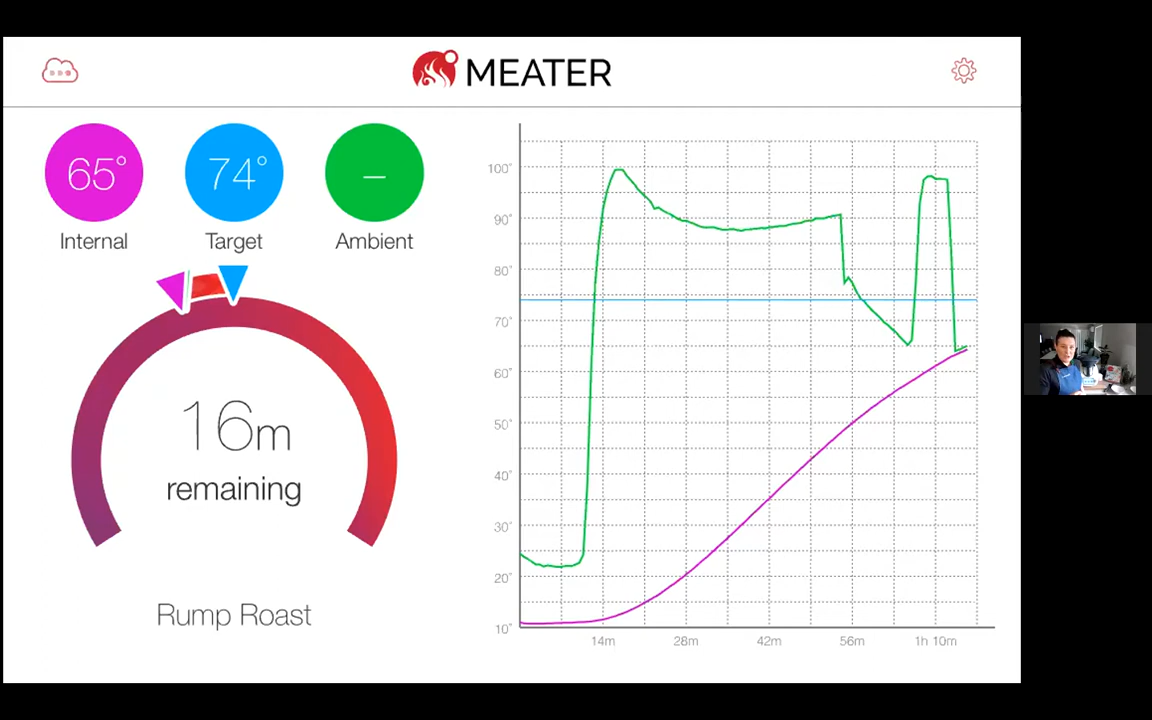 MEATER
65° 74° –
Internal Target Ambient
16m
remaining
Rump Roast
100°
90°
80°
70°
60°
50°
40°
30°
20°
10°
14m 28m 42m 56m 1h 10m